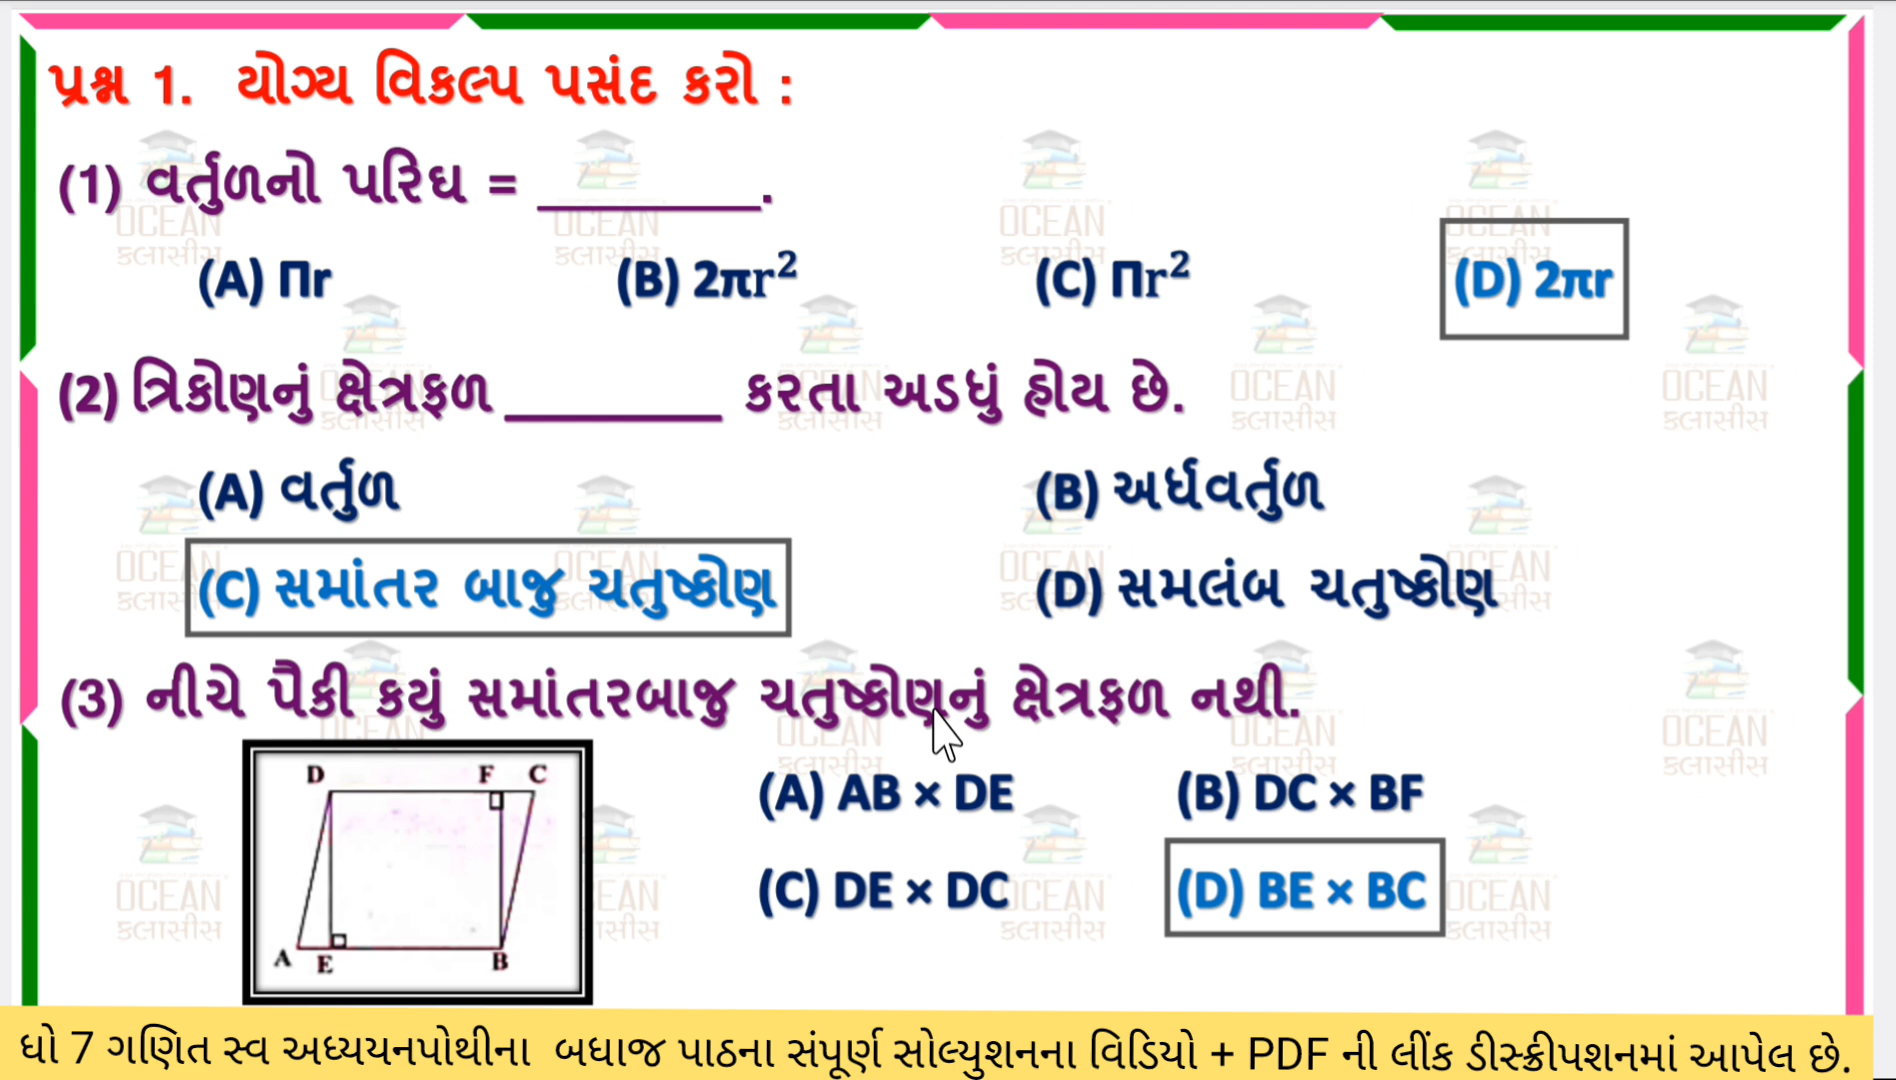 પ્રશ્ન 1. યોગ્ય વિકલ્પ પસંદ કરો :
(1) વર્તુળનો પરિઘ = ________.
(A) Πr (B) 2πr² (C) Πr² (D) 2πr
(2) ત્રિકોણનું ક્ષેત્રફળ ________ કરતા અડધું હોય છે.
(A) વર્તુળ (B) અર્ધવર્તુળ
(C) સમાંતર બાજુ ચતુષ્કોણ (D) સમલંબ ચતુષ્કોણ
(3) નીચે પૈકી કયું સમાંતરબાજુ ચતુષ્કોણનું ક્ષેત્રફળ નથી.
D F C
(A) AB × DE (B) DC × BF
(C) DE × DC (D) BE × BC
A E B
ધો 7 ગણિત સ્વ અધ્યયનપોથીના બધાજ પાઠના સંપૂર્ણ સોલ્યુશનના વિડિયો + PDF ની લીંક ડીસ્ક્રીપશનમાં આપેલ છે.
OCEAN
ક્લાસીસ